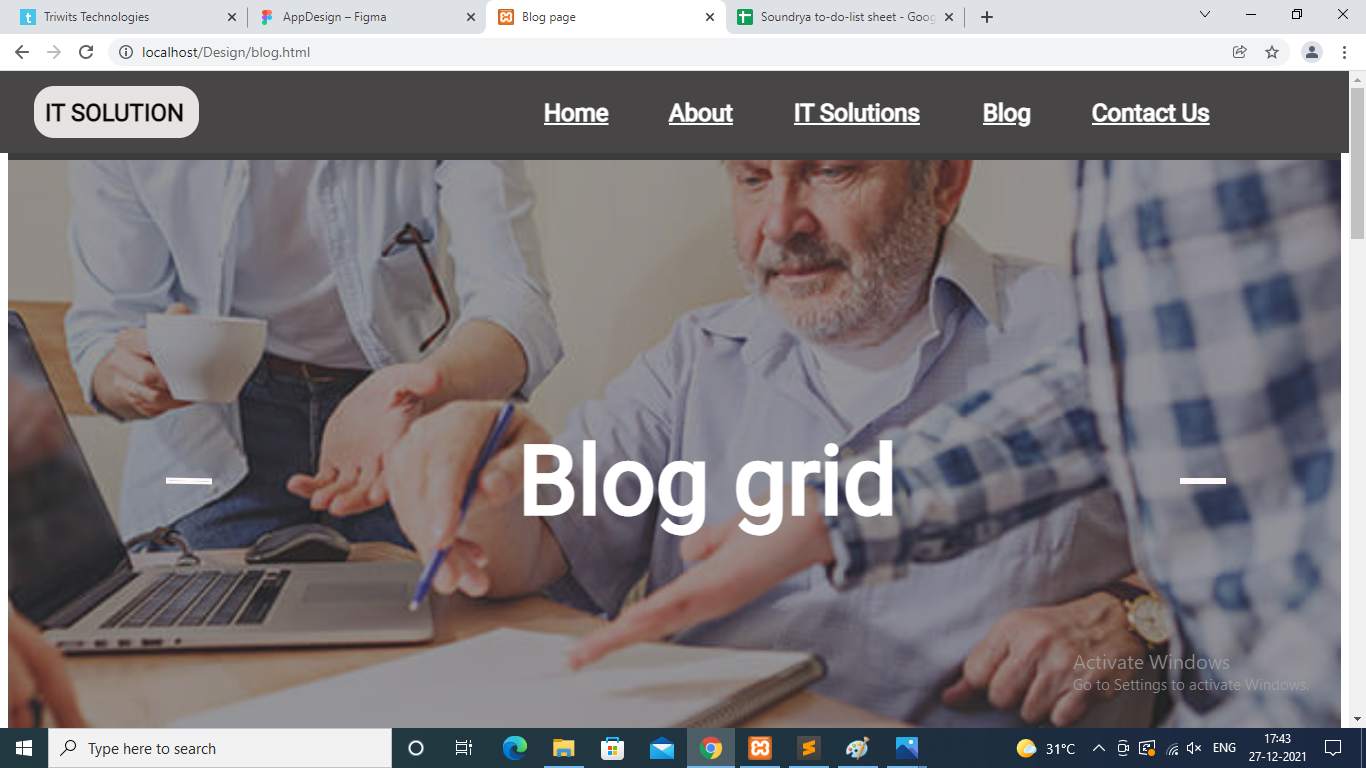 Triwits Technologies
AppDesign – Figma
Blog page
Soundrya to-do-list sheet - Goog
localhost/Design/blog.html
IT SOLUTION
Home
About
IT Solutions
Blog
Contact Us
Blog grid
Activate Windows
Go to Settings to activate Windows.
Type here to search
31°C
ENG
17:43
27-12-2021